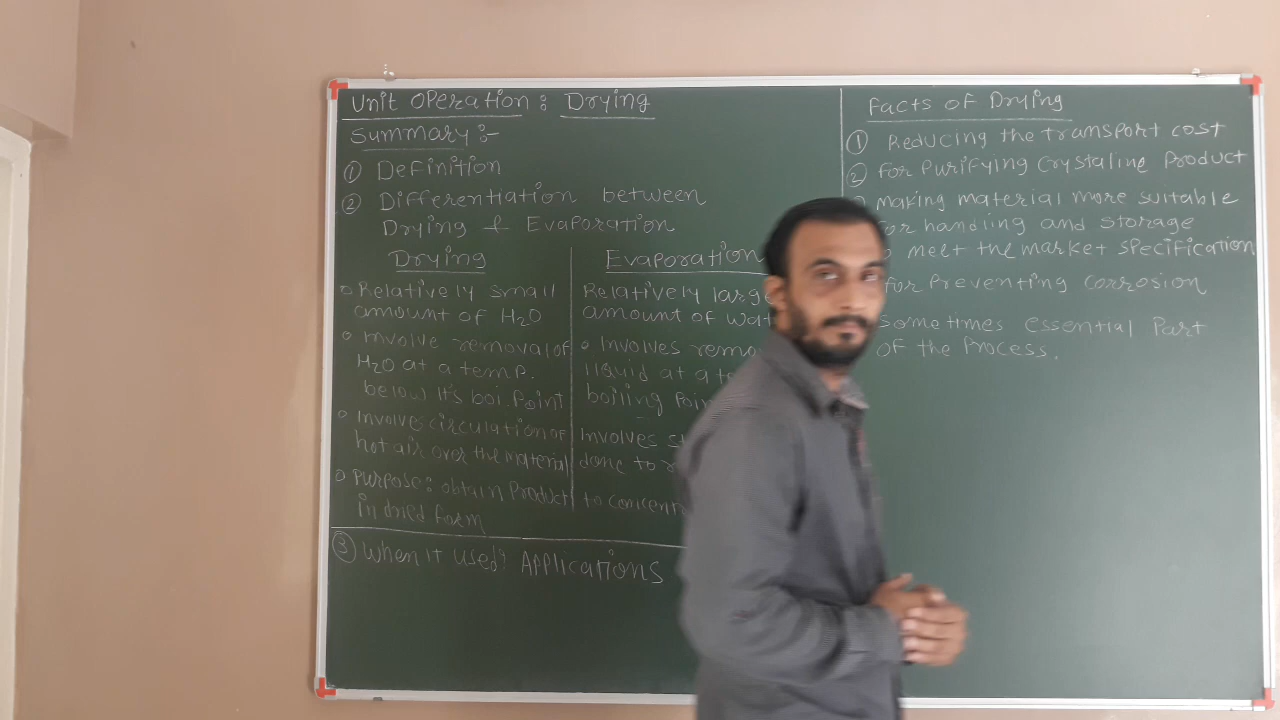 Unit Operation : Drying
Summary :-
① Definition
② Differentiation between
Drying & Evaporation
Drying
Relatively small
amount of H2O
Involve removal of
H2O at a temp.
below it's boi. Point
Involves circulation of
hot air over the material
Purpose: obtain Product
in dried form
Evaporation
Relatively large
amount of wat
Involves remo
liquid at a te
boiling Poin
Involves s
done to
to concen
③ When it used? Applications
Facts of Drying
① Reducing the transport cost
② for Purifying Crystaline Product
making material more suitable
for handling and storage
meet the market specification
for Preventing corrosion
Sometimes essential Part
of the Process.